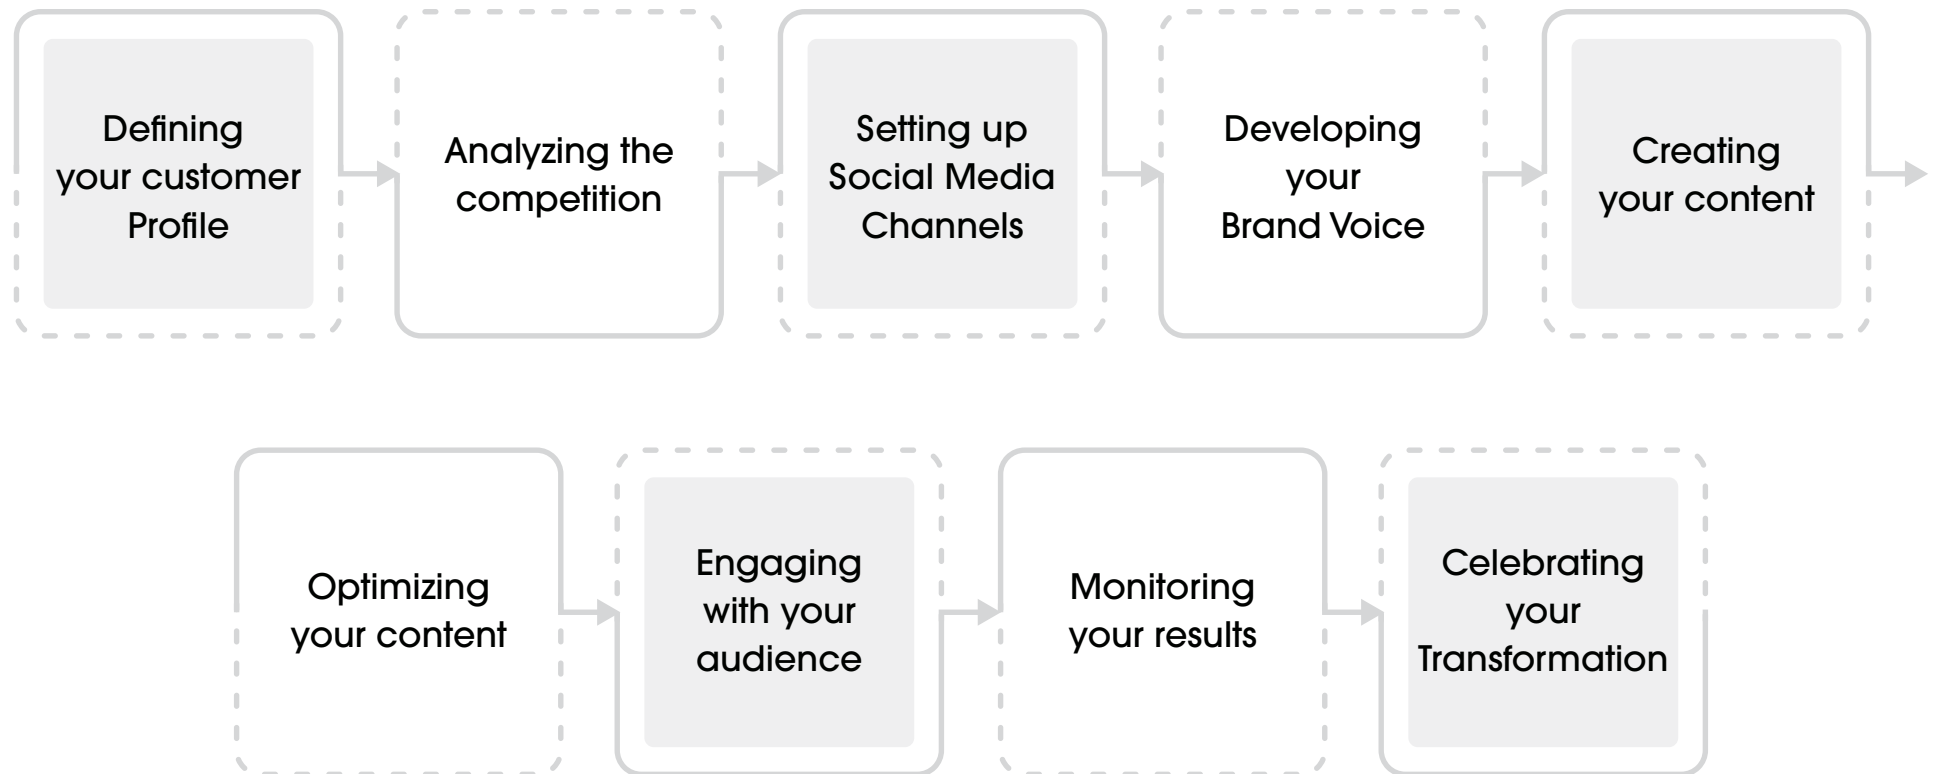 Defining
your customer
Profile
Analyzing the
competition
Setting up
Social Media
Channels
Developing
your
Brand Voice
Creating
your content
Optimizing
your content
Engaging
with your
audience
Monitoring
your results
Celebrating
your
Transformation